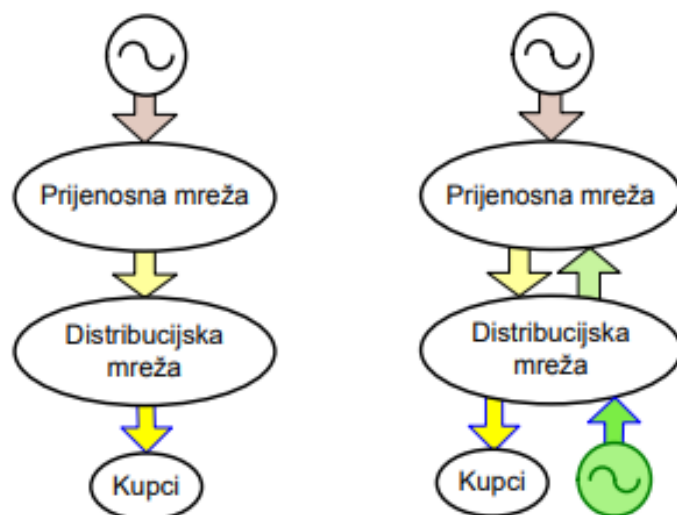 Prijenosna mreža
Distribucijska
mreža
Kupci
Prijenosna mreža
Distribucijska
mreža
Kupci